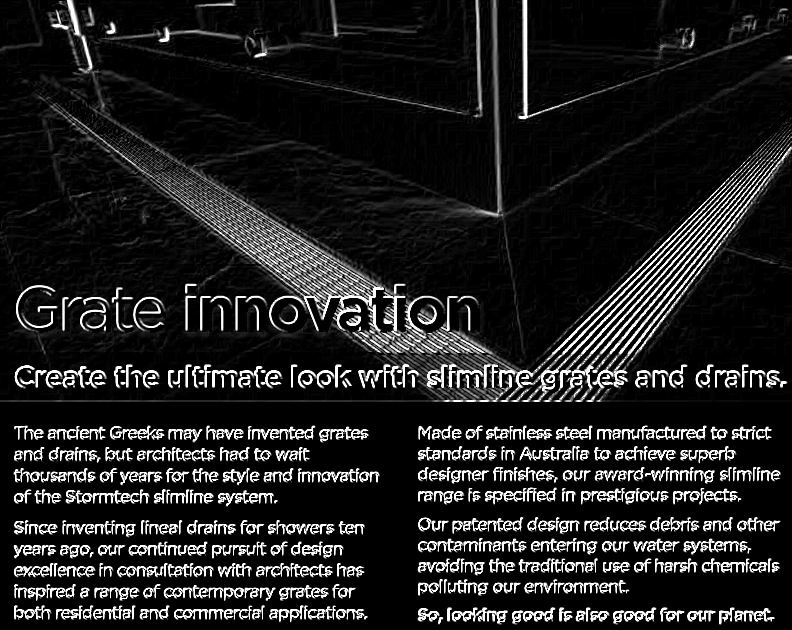 Grate innovation
Create the ultimate look with slimline grates and drains.
The ancient Greeks may have invented grates
and drains, but architects had to wait
thousands of years for the style and innovation
of the Stormtech slimline system.
Since inventing lineal drains for showers ten
years ago, our continued pursuit of design
excellence in consultation with architects has
inspired a range of contemporary grates for
both residential and commercial applications.
Made of stainless steel manufactured to strict
standards in Australia to achieve superb
designer finishes, our award-winning slimline
range is specified in prestigious projects.
Our patented design reduces debris and other
contaminants entering our water systems,
avoiding the traditional use of harsh chemicals
polluting our environment.
So, looking good is also good for our planet.